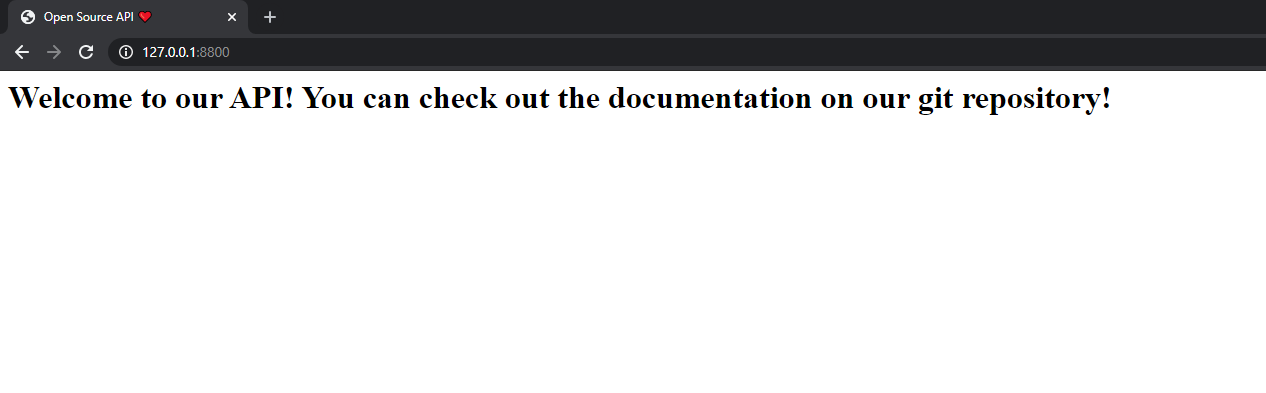 Open Source API ❤️
127.0.0.1:8800
Welcome to our API! You can check out the documentation on our git repository!